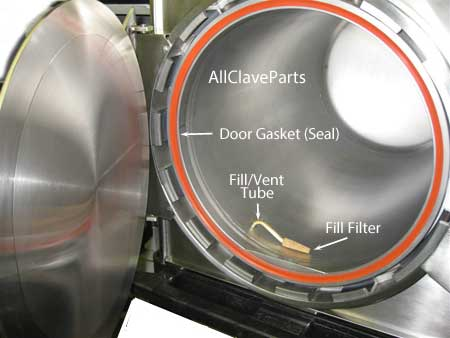 AllClaveParts
Door Gasket (Seal)
Fill/Vent
Tube
Fill Filter